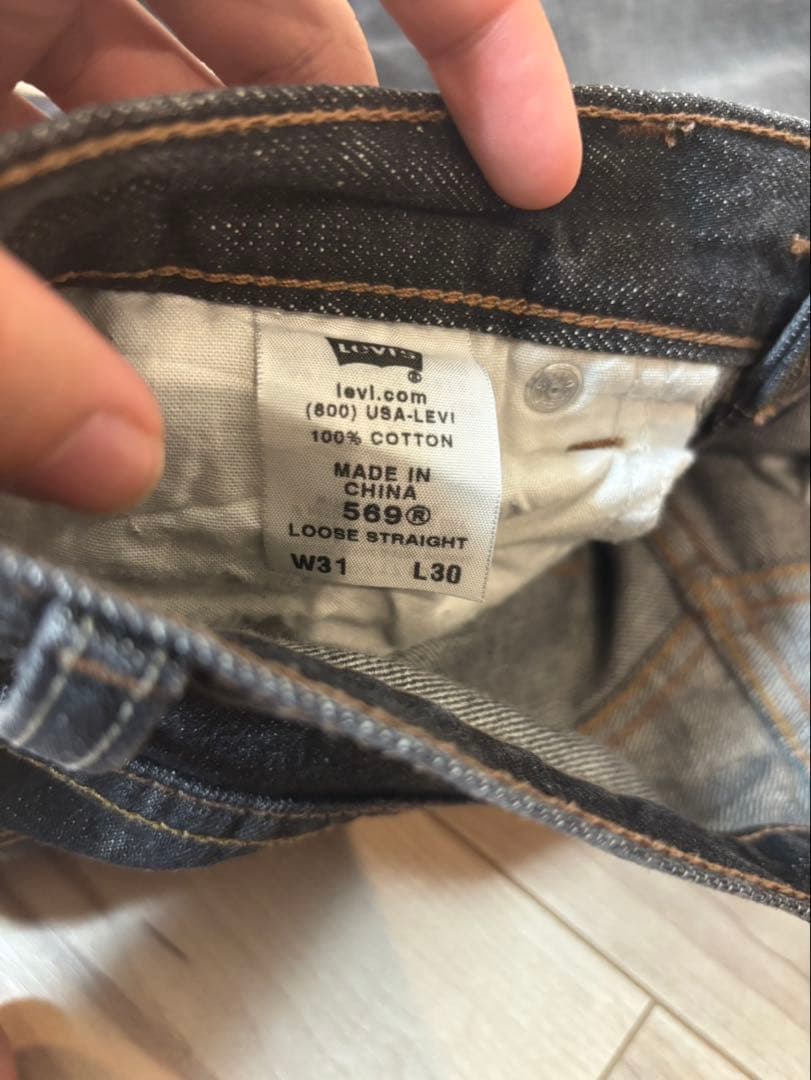 LEVI'S
®
levi.com
(800) USA-LEVI
100% COTTON
MADE IN
CHINA
569®
LOOSE STRAIGHT
W31 L30